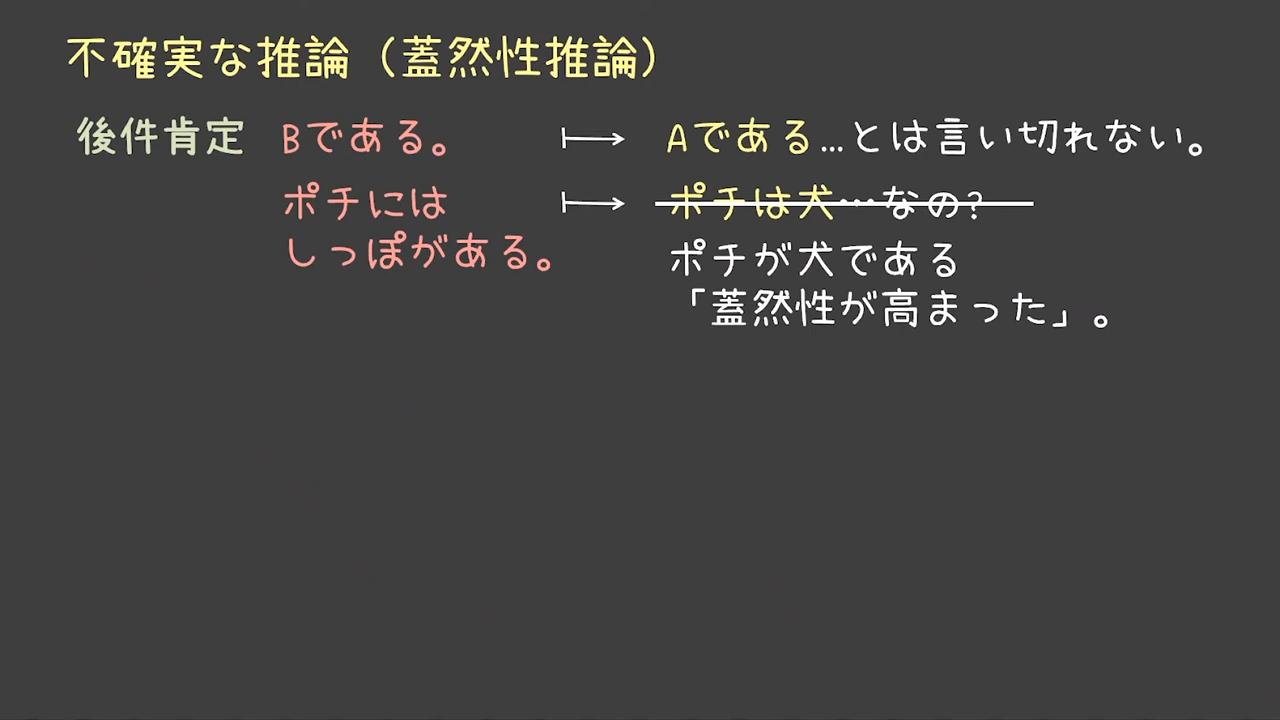 不確実な推論（蓋然性推論）
後件肯定 Bである。 ↦ Aである…とは言い切れない。
ポチには ↦ ポチは犬…なの?
しっぽがある。 ポチが犬である
「蓋然性が高まった」。